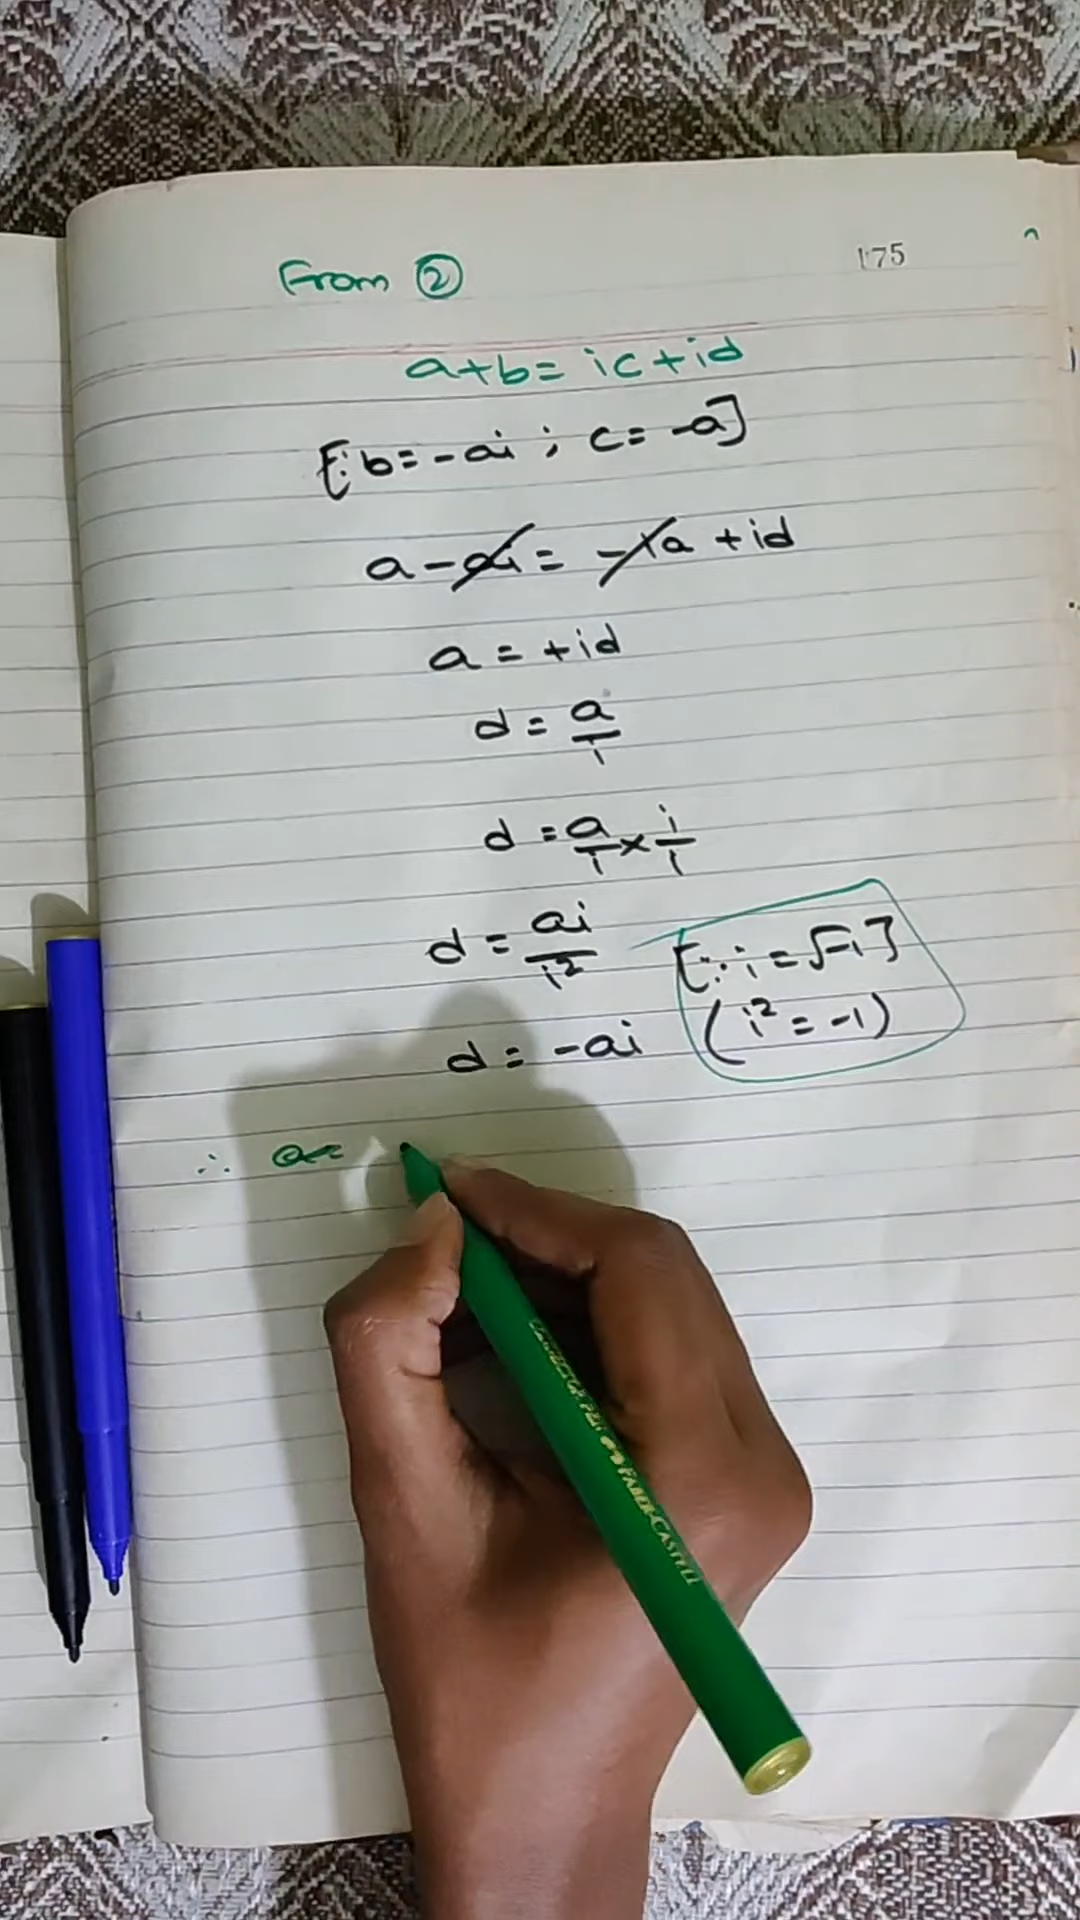 175
From ②
a+b= ic+id
[∵ b=-ai ; c= -a]
a-ai = -ia +id
a = +id
d = a/i
d = a/i × i/i
d = ai/i² [∵ i = √-1]
(i² = -1)
d = -ai
∴
FABER-CASTELL